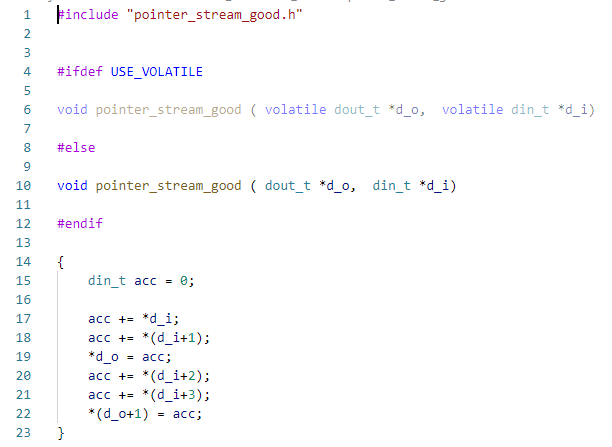 1 #include "pointer_stream_good.h"
2
3
4 #ifdef USE_VOLATILE
5
6 void pointer_stream_good ( volatile dout_t *d_o,  volatile din_t *d_i)
7
8 #else
9
10 void pointer_stream_good ( dout_t *d_o,  din_t *d_i)
11
12 #endif
13
14 {
15     din_t acc = 0;
16
17     acc += *d_i;
18     acc += *(d_i+1);
19     *d_o = acc;
20     acc += *(d_i+2);
21     acc += *(d_i+3);
22     *(d_o+1) = acc;
23 }